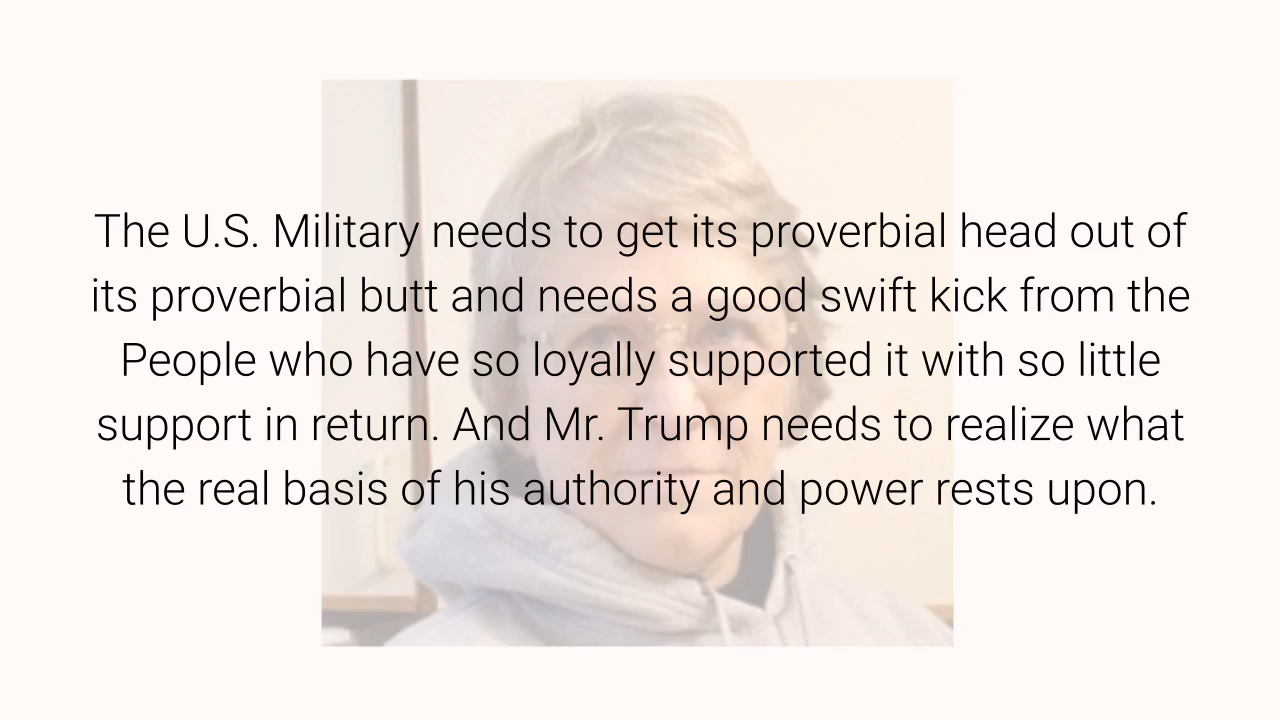 The U.S. Military needs to get its proverbial head out of
its proverbial butt and needs a good swift kick from the
People who have so loyally supported it with so little
support in return. And Mr. Trump needs to realize what
the real basis of his authority and power rests upon.